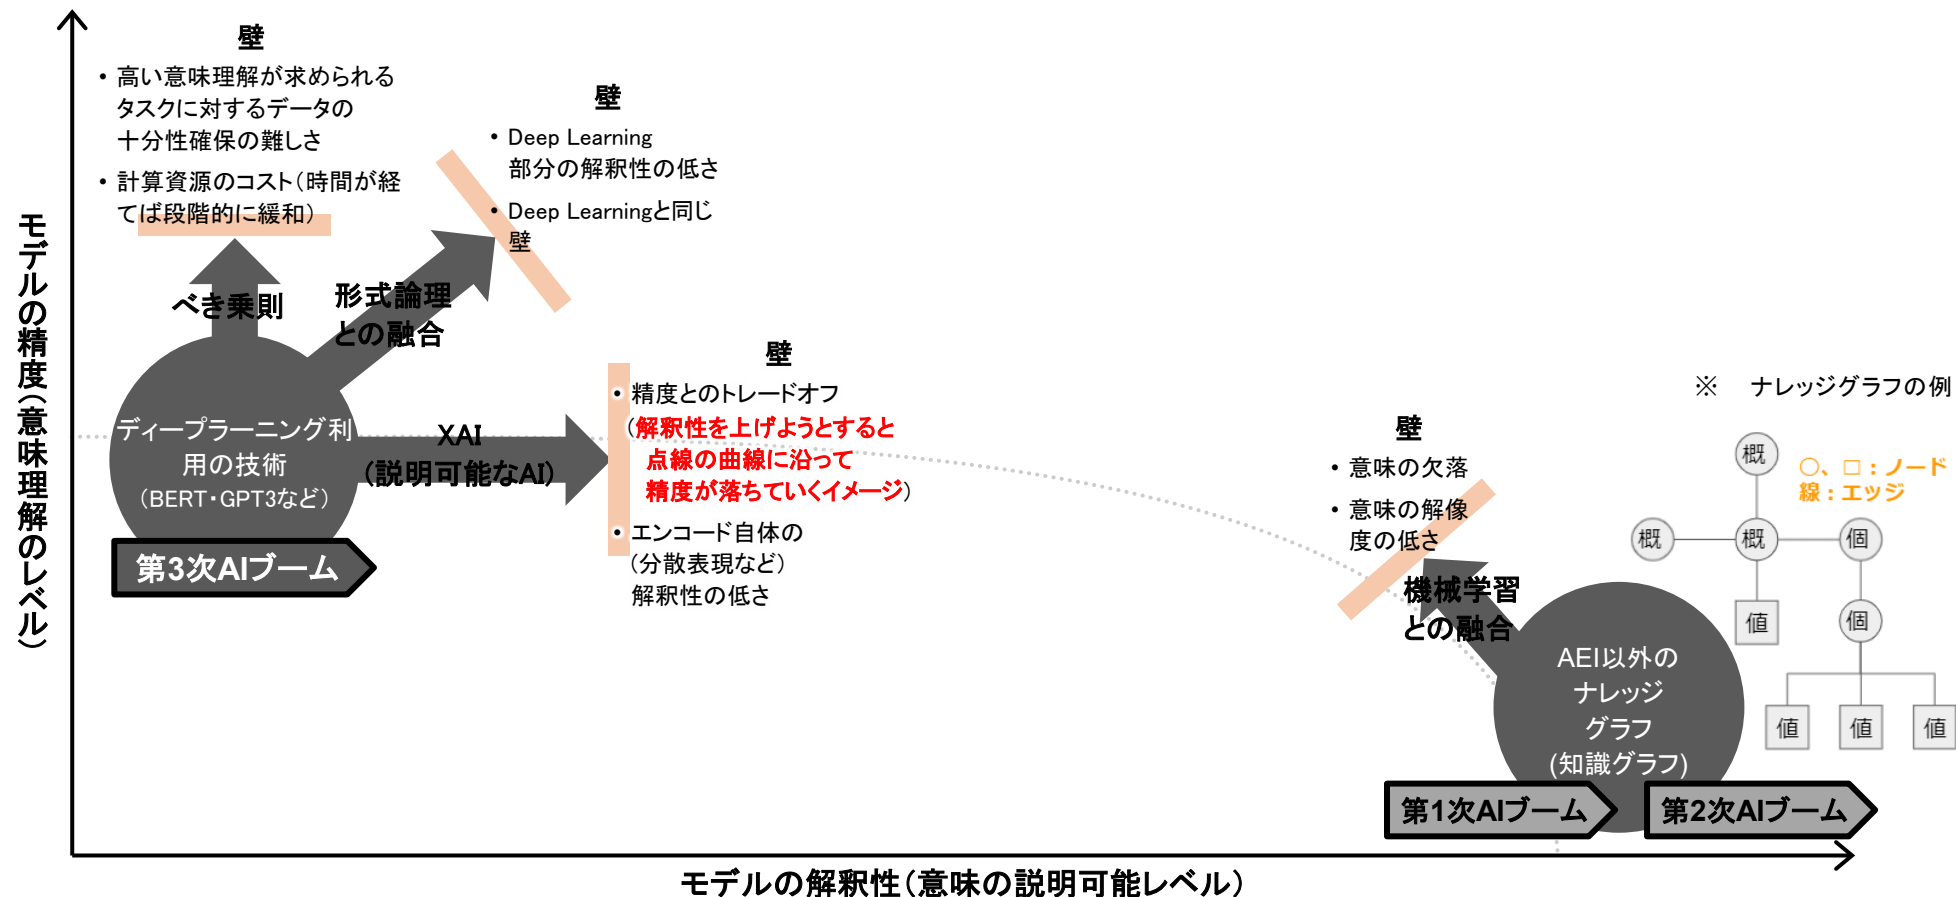 壁
・高い意味理解が求められる
タスクに対するデータの
十分性確保の難しさ
・計算資源のコスト（時間が経
てば段階的に緩和）
壁
・Deep Learning
部分の解釈性の低さ
・Deep Learningと同じ
壁
べき乗則
形式論理
との融合
モデルの精度（意味理解のレベル）
ディープラーニング利
用の技術
（BERT・GPT3など）
第3次AIブーム
XAI
（説明可能なAI）
壁
・精度とのトレードオフ
（解釈性を上げようとすると
点線の曲線に沿って
精度が落ちていくイメージ）
・エンコード自体の
（分散表現など）
解釈性の低さ
壁
・意味の欠落
・意味の解像
度の低さ
機械学習
との融合
AEI以外の
ナレッジ
グラフ
(知識グラフ)
第1次AIブーム
第2次AIブーム
※　ナレッジグラフの例
○、□：ノード
線：エッジ
概
概
概
個
値
個
値
値
値
モデルの解釈性（意味の説明可能レベル）